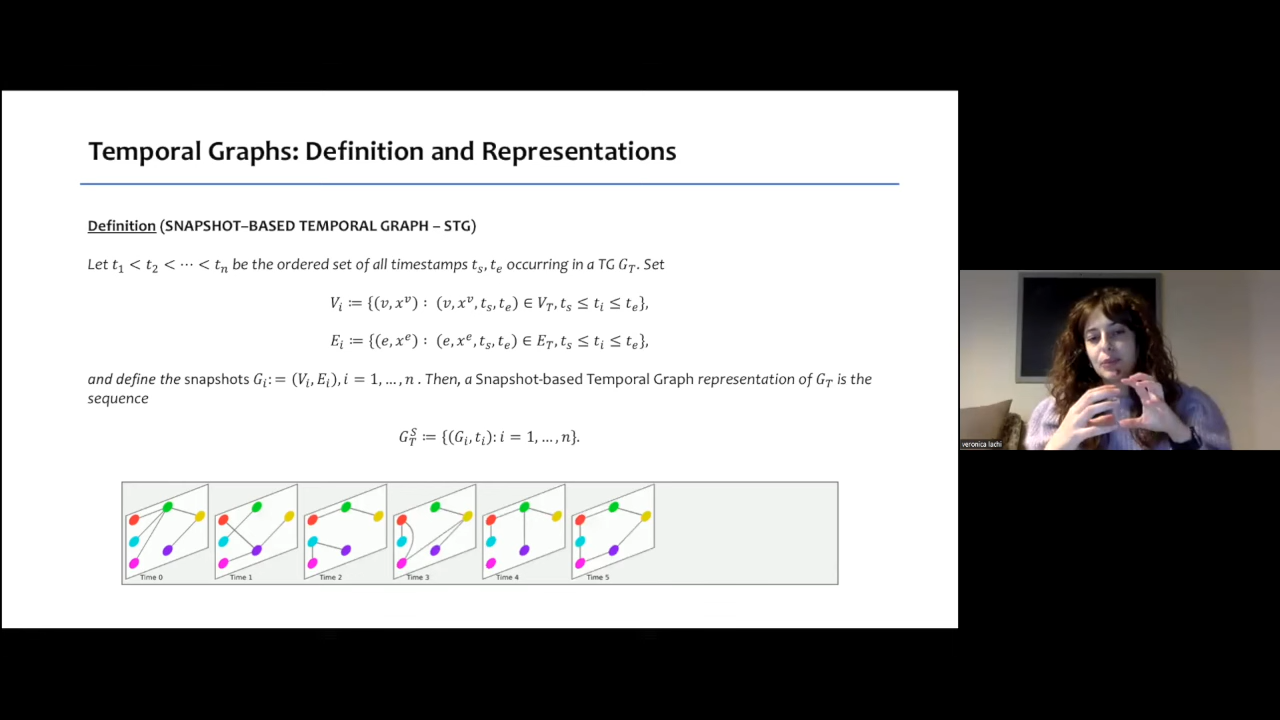 Temporal Graphs: Definition and Representations
Definition (SNAPSHOT–BASED TEMPORAL GRAPH – STG)
Let t₁ < t₂ < ⋯ < tₙ be the ordered set of all timestamps tₛ, tₑ occurring in a TG G_T. Set
Vᵢ ≔ {(v, xᵛ) : (v, xᵛ, tₛ, tₑ) ∈ V_T, tₛ ≤ tᵢ ≤ tₑ},
Eᵢ ≔ {(e, xᵉ) : (e, xᵉ, tₛ, tₑ) ∈ E_T, tₛ ≤ tᵢ ≤ tₑ},
and define the snapshots Gᵢ: = (Vᵢ, Eᵢ), i = 1, … , n . Then, a Snapshot-based Temporal Graph representation of G_T is the
sequence
G_T^S ≔ {(Gᵢ, tᵢ): i = 1, … , n}.
Time 0 Time 1 Time 2 Time 3 Time 4 Time 5
veronica lachi